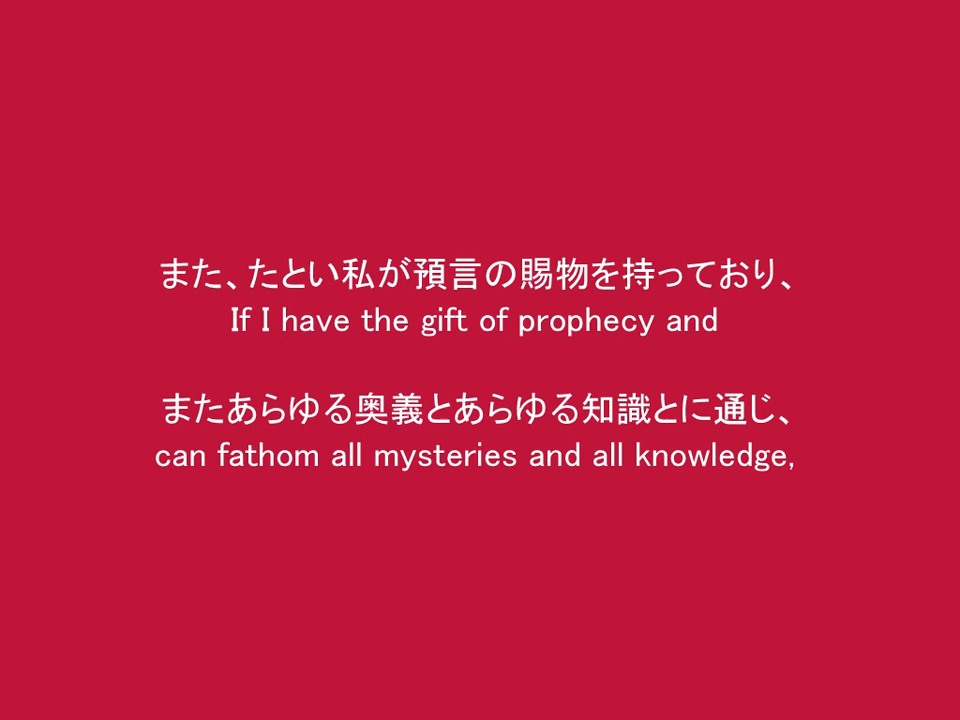 また、たとい私が預言の賜物を持っており、
If I have the gift of prophecy and
またあらゆる奥義とあらゆる知識とに通じ、
can fathom all mysteries and all knowledge,